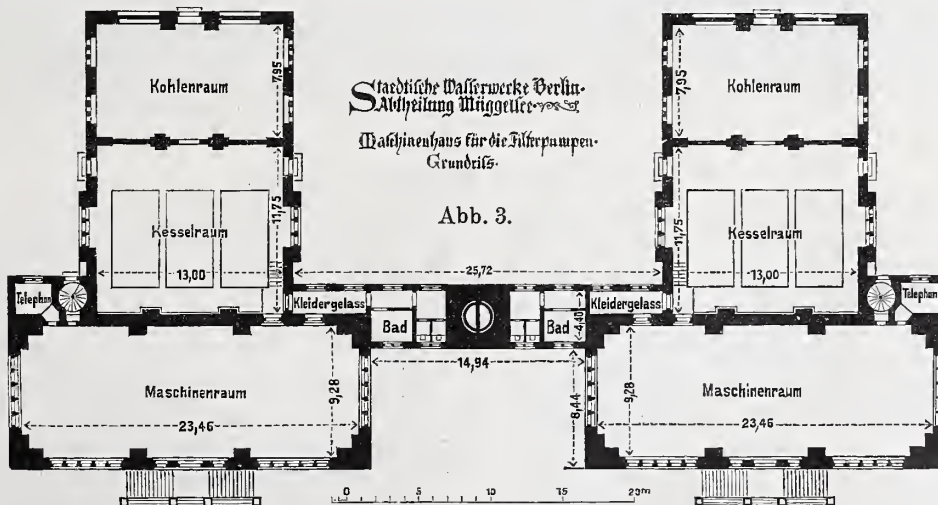 Staedtische Wasserwerke Berlin.
Abtheilung Müggelsee.
Maschinenhaus für die Filterpumpen.
Grundriss.
Abb. 3.
Kohlenraum
7,95
Kesselraum
11,75
13,00
Telephon
Kleidergelass
Bad
25,72
14,94
Maschinenraum
9,28
23,46
Kohlenraum
7,95
Kesselraum
11,75
13,00
Telephon
Kleidergelass
Bad
4,40
8,44
Maschinenraum
9,28
23,46
0 5 10 15 20m